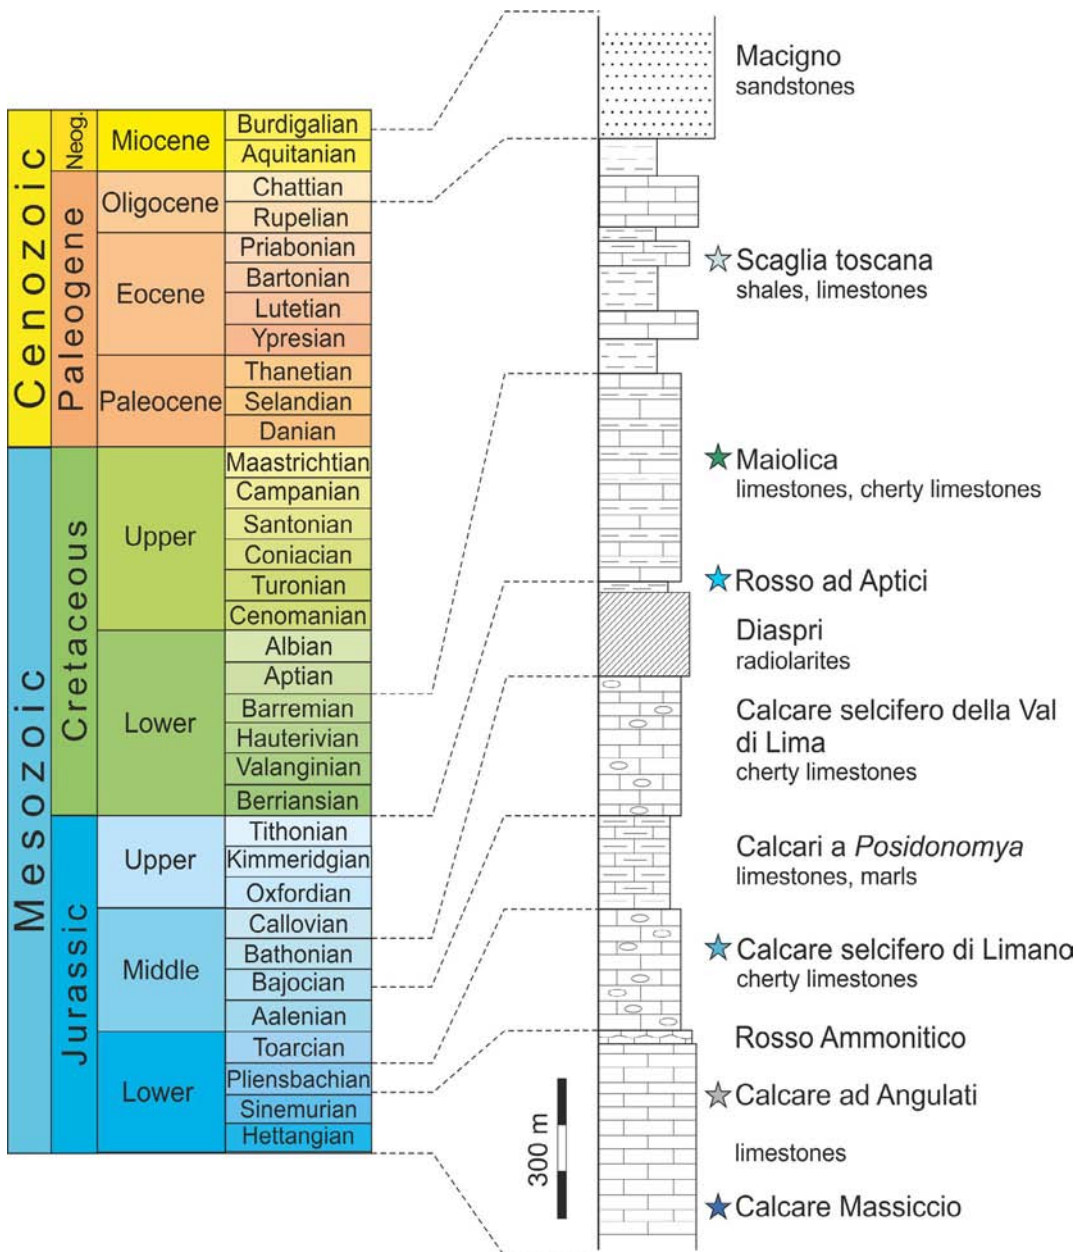 Cenozoic
Mesozoic
Neog.
Paleogene
Cretaceous
Jurassic
Miocene
Oligocene
Eocene
Paleocene
Upper
Lower
Upper
Middle
Lower
Burdigalian
Aquitanian
Chattian
Rupelian
Priabonian
Bartonian
Lutetian
Ypresian
Thanetian
Selandian
Danian
Maastrichtian
Campanian
Santonian
Coniacian
Turonian
Cenomanian
Albian
Aptian
Barremian
Hauterivian
Valanginian
Berriansian
Tithonian
Kimmeridgian
Oxfordian
Callovian
Bathonian
Bajocian
Aalenian
Toarcian
Pliensbachian
Sinemurian
Hettangian
300 m
Macigno
sandstones
Scaglia toscana
shales, limestones
Maiolica
limestones, cherty limestones
Rosso ad Aptici
Diaspri
radiolarites
Calcare selcifero della Val
di Lima
cherty limestones
Calcari a Posidonomya
limestones, marls
Calcare selcifero di Limano
cherty limestones
Rosso Ammonitico
Calcare ad Angulati
limestones
Calcare Massiccio